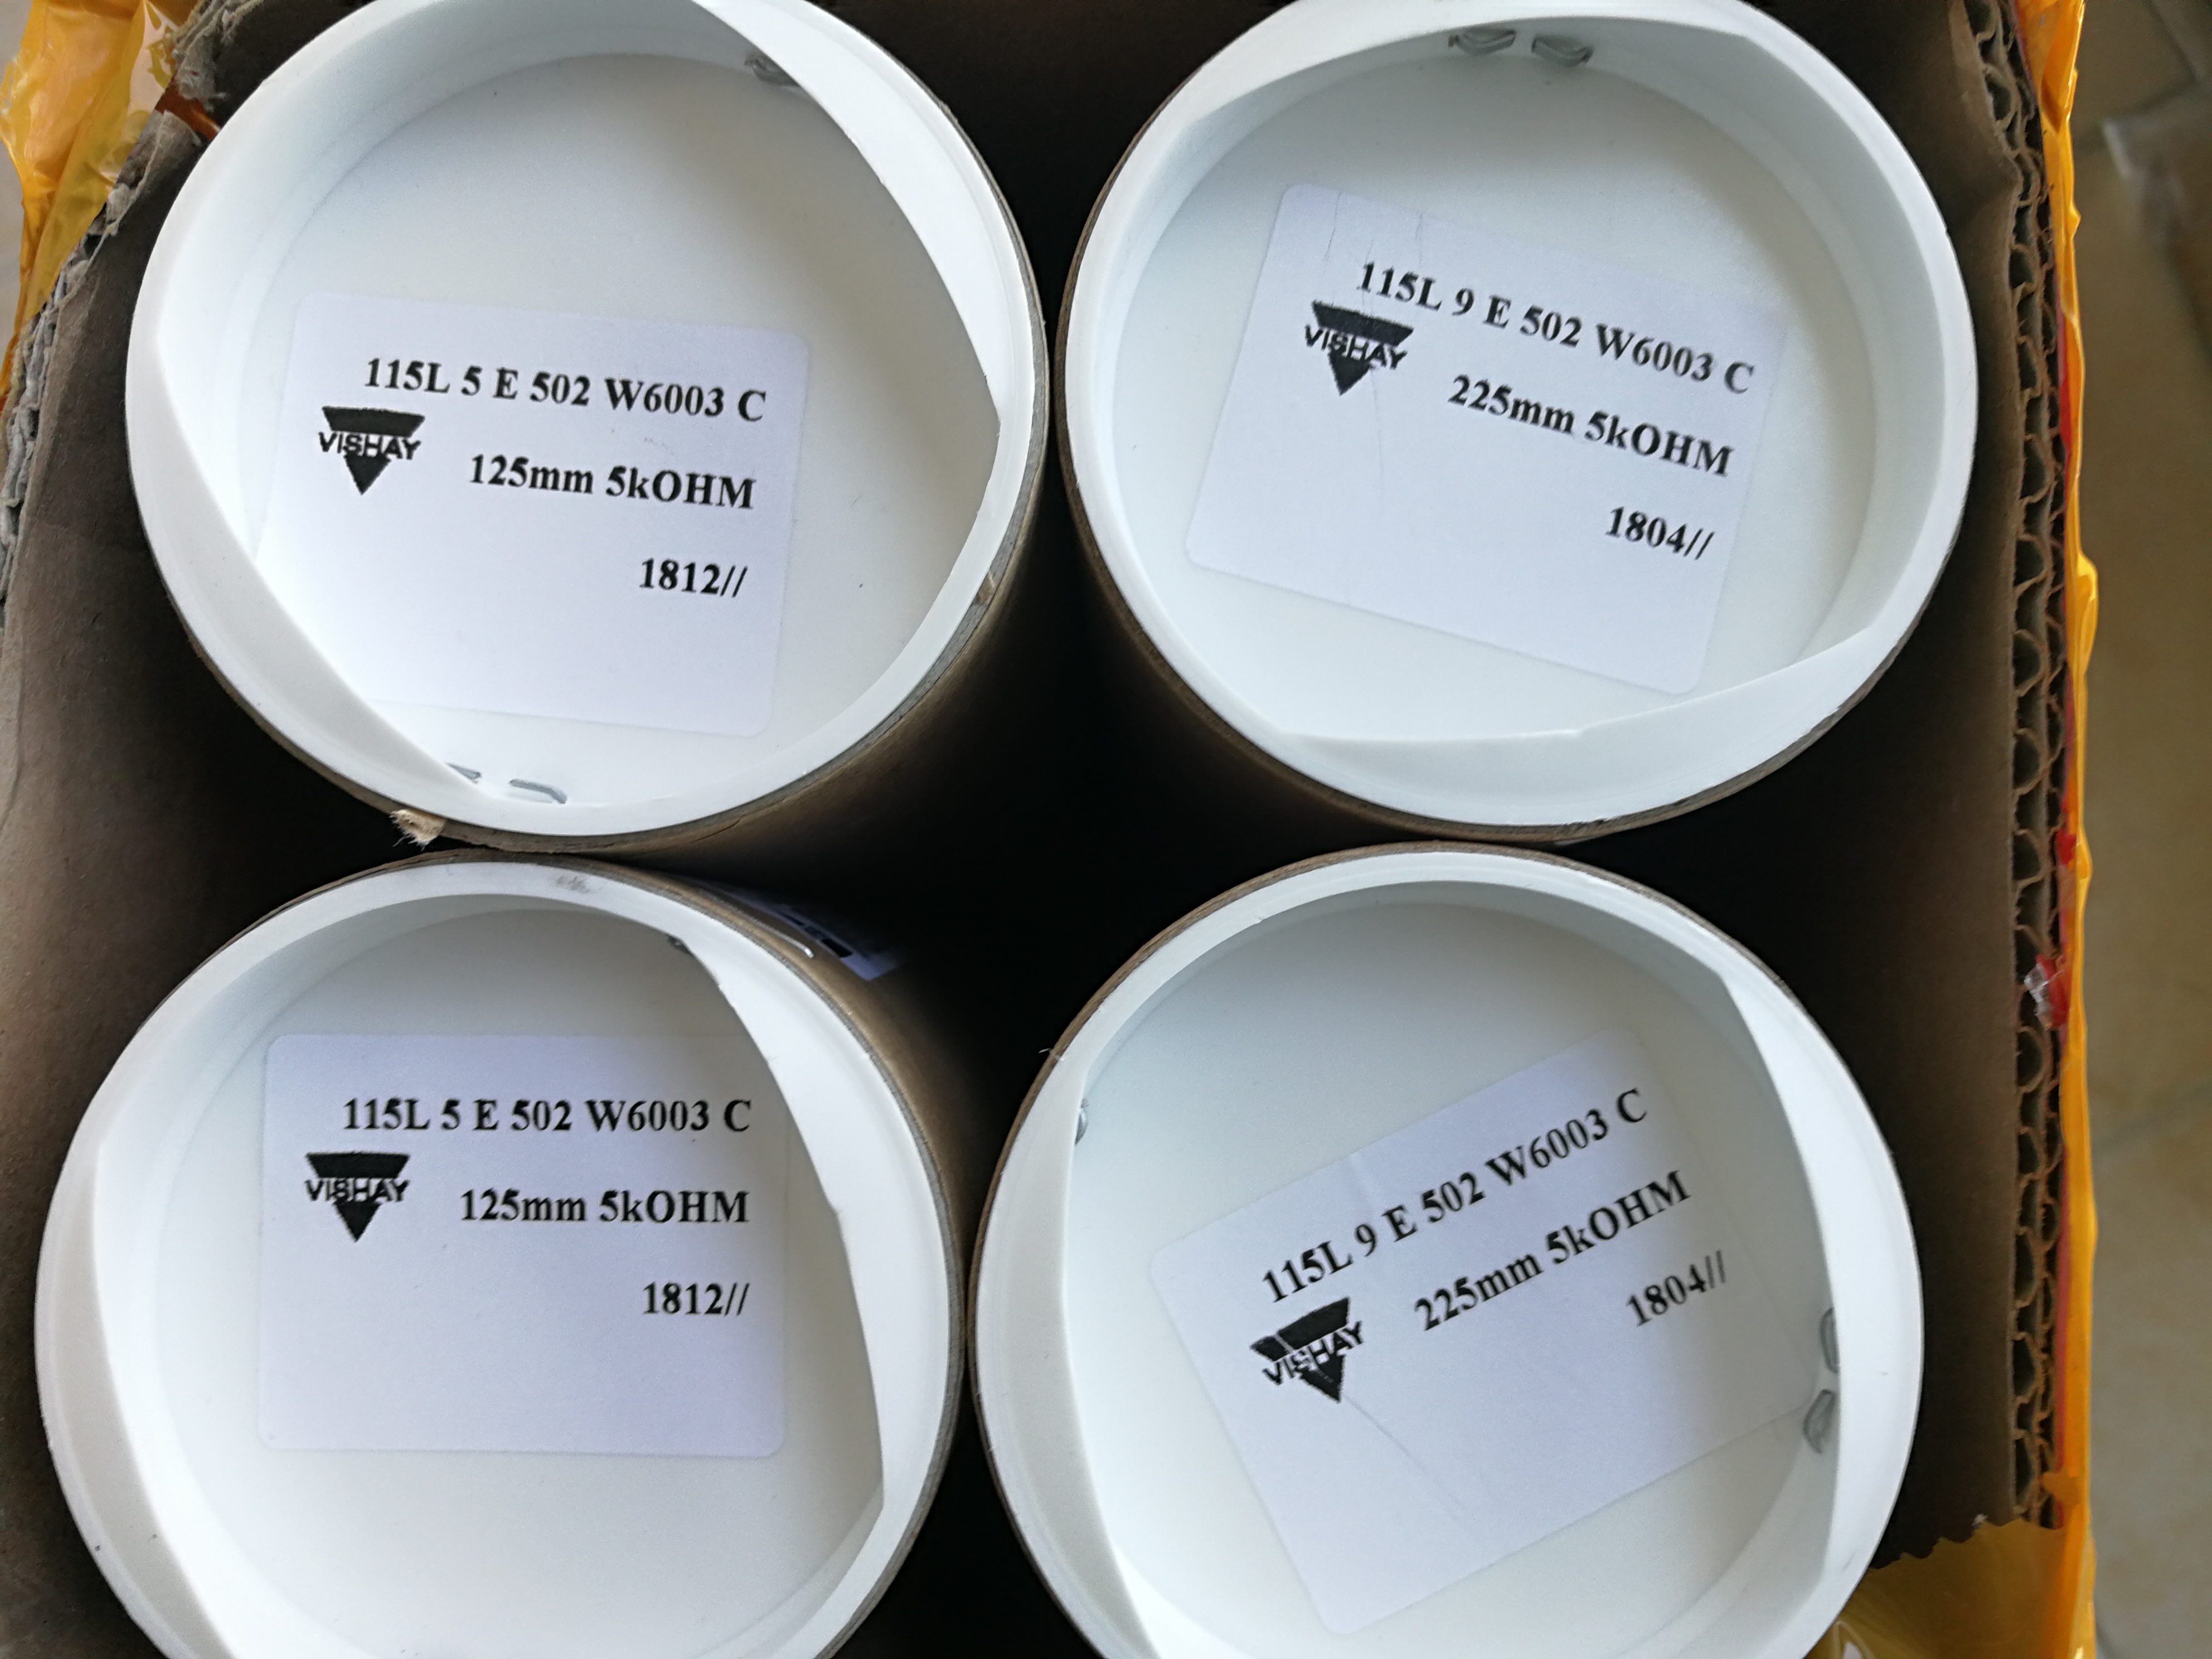 115L 5 E 502 W6003 C
VISHAY
125mm 5kOHM
1812//
115L 9 E 502 W6003 C
VISHAY
225mm 5kOHM
1804//
115L 5 E 502 W6003 C
VISHAY
125mm 5kOHM
1812//
115L 9 E 502 W6003 C
VISHAY
225mm 5kOHM
1804//